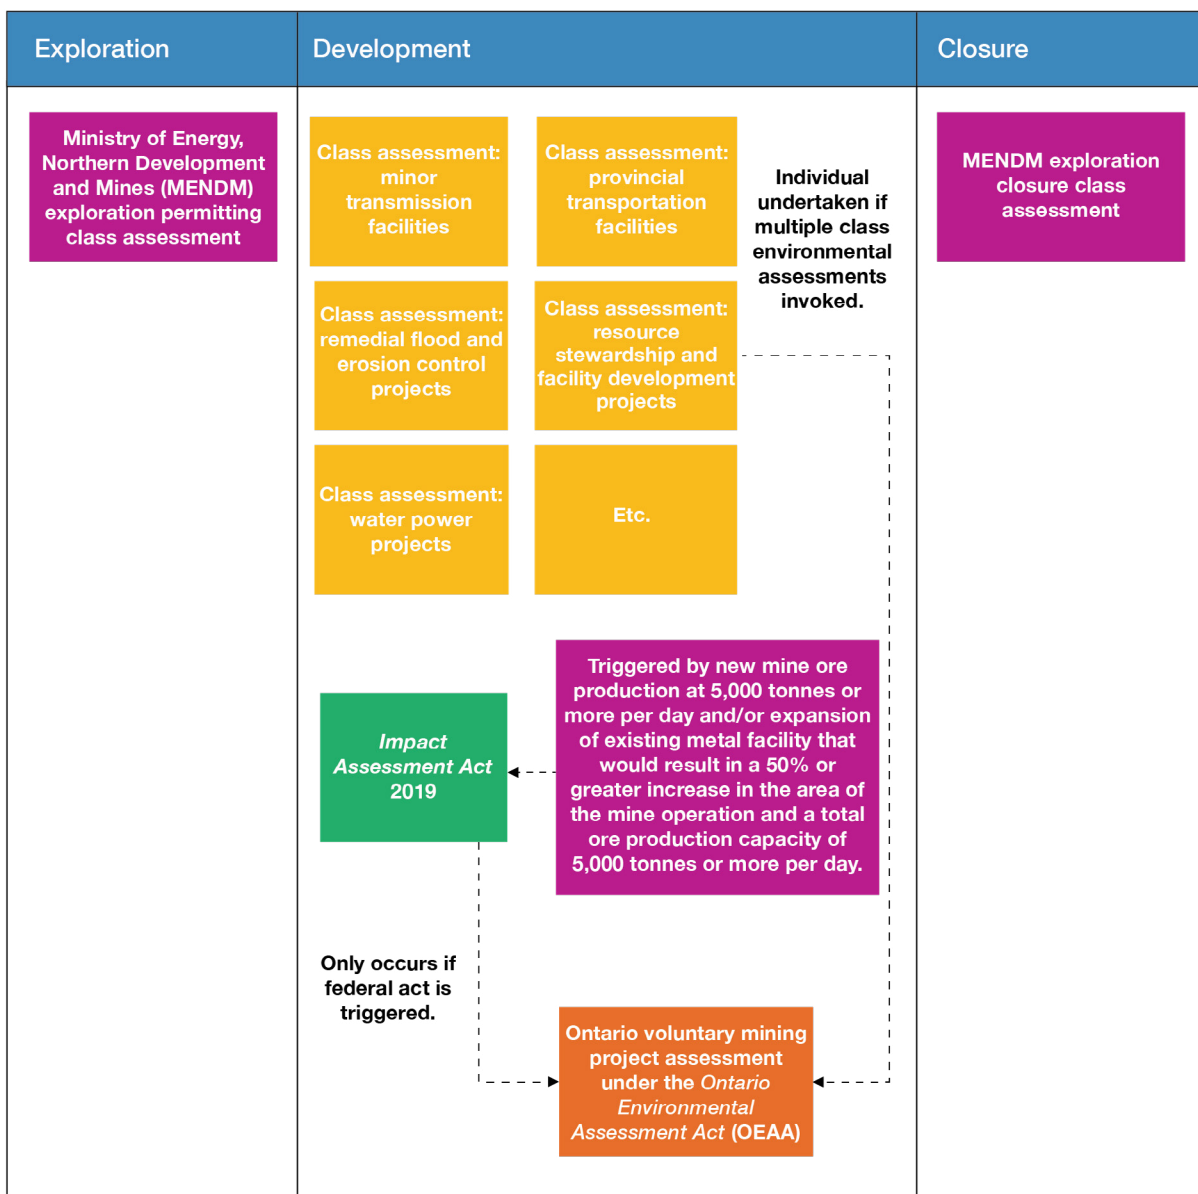 Exploration
Development
Closure
Ministry of Energy,
Northern Development
and Mines (MENDM)
exploration permitting
class assessment
Class assessment:
minor
transmission
facilities
Class assessment:
provincial
transportation
facilities
Individual
undertaken if
multiple class
environmental
assessments
invoked.
MENDM exploration
closure class
assessment
Class assessment:
remedial flood and
erosion control
projects
Class assessment:
resource
stewardship and
facility development
projects
Class assessment:
water power
projects
Etc.
Impact
Assessment Act
2019
Triggered by new mine ore
production at 5,000 tonnes or
more per day and/or expansion
of existing metal facility that
would result in a 50% or
greater increase in the area of
the mine operation and a total
ore production capacity of
5,000 tonnes or more per day.
Only occurs if
federal act is
triggered.
Ontario voluntary mining
project assessment
under the Ontario
Environmental
Assessment Act (OEAA)